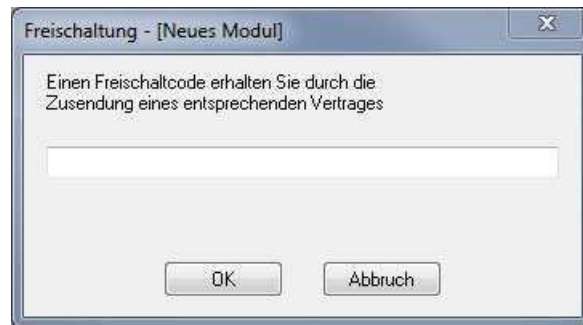 Freischaltung - [Neues Modul]
Einen Freischaltcode erhalten Sie durch die
Zusendung eines entsprechenden Vertrages
OK
Abbruch